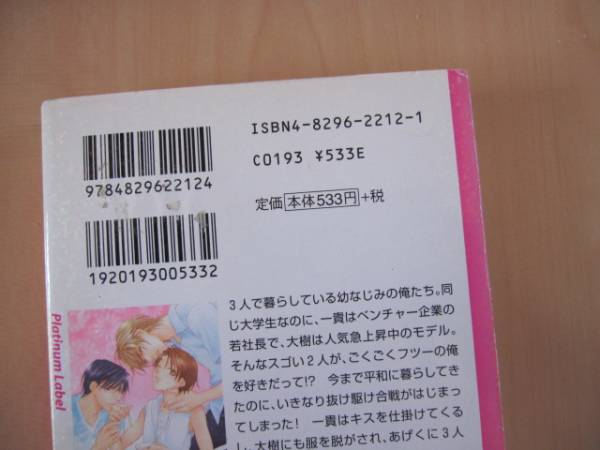 ISBN4-8296-2212-1
C0193 ¥533E
9784829622124
定価 本体533円 +税
1920193005332
Platinum Label
3人で暮らしている幼なじみの俺たち。同
じ大学生なのに、一貴はベンチャー企業の
若社長で、大樹は人気急上昇中のモデル。
そんなスゴい2人が、ごくごくフツーの俺
を好きだって!? 今まで平和に暮らしてき
たのに、いきなり抜け駆け合戦がはじまっ
てしまった! 一貴はキスを仕掛けてくる
し、大樹にも服を脱がされ、あげくに3人